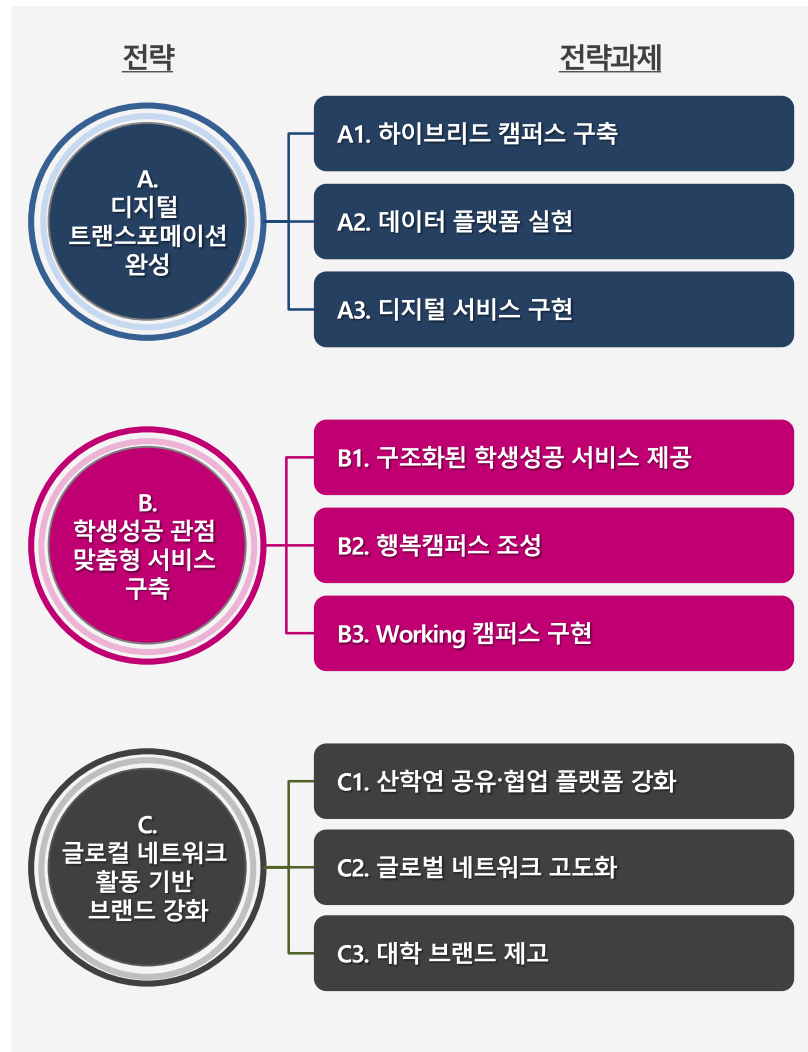 전략
전략과제
A.
디지털
트랜스포메이션
완성
A1. 하이브리드 캠퍼스 구축
A2. 데이터 플랫폼 실현
A3. 디지털 서비스 구현
B.
학생성공 관점
맞춤형 서비스
구축
B1. 구조화된 학생성공 서비스 제공
B2. 행복캠퍼스 조성
B3. Working 캠퍼스 구현
C.
글로컬 네트워크
활동 기반
브랜드 강화
C1. 산학연 공유·협업 플랫폼 강화
C2. 글로벌 네트워크 고도화
C3. 대학 브랜드 제고